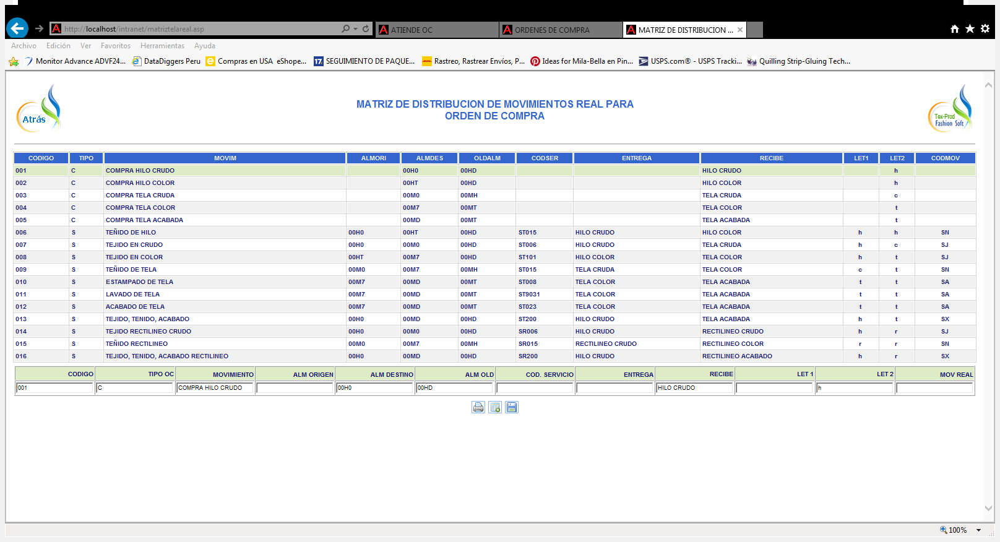 http://localhost/intranet/matriztelareal.asp
ATIENDE OC
ORDENES DE COMPRA
MATRIZ DE DISTRIBUCION ...
Archivo Edición Ver Favoritos Herramientas Ayuda
Monitor Advance ADVF24... DataDiggers Peru Compras en USA eShope... SEGUIMIENTO DE PAQUE... Rastreo, Rastrear Envíos, P... Ideas for Mila-Bella en Pin... USPS.com® - USPS Tracki... Quilling Strip-Gluing Tech...
Atrás
MATRIZ DE DISTRIBUCION DE MOVIMIENTOS REAL PARA
ORDEN DE COMPRA
Tex-Prod
Fashion Soft
CODIGO TIPO MOVIM ALMORI ALMDES OLDALM CODSER ENTREGA RECIBE LET1 LET2 CODMOV
001 C COMPRA HILO CRUDO 00H0 00HD HILO CRUDO h
002 C COMPRA HILO COLOR 00HT 00HD HILO COLOR h
003 C COMPRA TELA CRUDA 00M0 00MH TELA CRUDA c
004 C COMPRA TELA COLOR 00M7 00MT TELA COLOR t
005 C COMPRA TELA ACABADA 00MD 00MT TELA ACABADA t
006 S TEÑIDO DE HILO 00H0 00HT 00HD ST015 HILO CRUDO HILO COLOR h h SN
007 S TEJIDO EN CRUDO 00H0 00M0 00HD ST006 HILO CRUDO TELA CRUDA h c SJ
008 S TEJIDO EN COLOR 00HT 00M7 00HD ST101 HILO COLOR TELA COLOR h t SJ
009 S TEÑIDO DE TELA 00M0 00M7 00MH ST015 TELA CRUDA TELA COLOR c t SN
010 S ESTAMPADO DE TELA 00M7 00MD 00MT ST008 TELA COLOR TELA ACABADA t t SA
011 S LAVADO DE TELA 00M7 00MD 00MT ST9031 TELA COLOR TELA ACABADA t t SA
012 S ACABADO DE TELA 00M7 00MD 00MT ST023 TELA COLOR TELA ACABADA t t SA
013 S TEJIDO, TENIDO, ACABADO 00H0 00MD 00HD ST200 HILO CRUDO TELA ACABADA h t SX
014 S TEJIDO RECTILINEO CRUDO 00H0 00M0 00HD SR006 HILO CRUDO RECTILINEO CRUDO h r SJ
015 S TEÑIDO RECTILINEO 00M0 00M7 00MH SR015 RECTILINEO CRUDO RECTILINEO COLOR r r SN
016 S TEJIDO, TENIDO, ACABADO RECTILINEO 00H0 00MD 00HD SR200 HILO CRUDO RECTILINEO ACABADO h r SX
CODIGO TIPO OC MOVIMIENTO ALM ORIGEN ALM DESTINO ALM OLD COD. SERVICIO ENTREGA RECIBE LET 1 LET 2 MOV REAL
001 C COMPRA HILO CRUDO 00H0 00HD HILO CRUDO h
100%